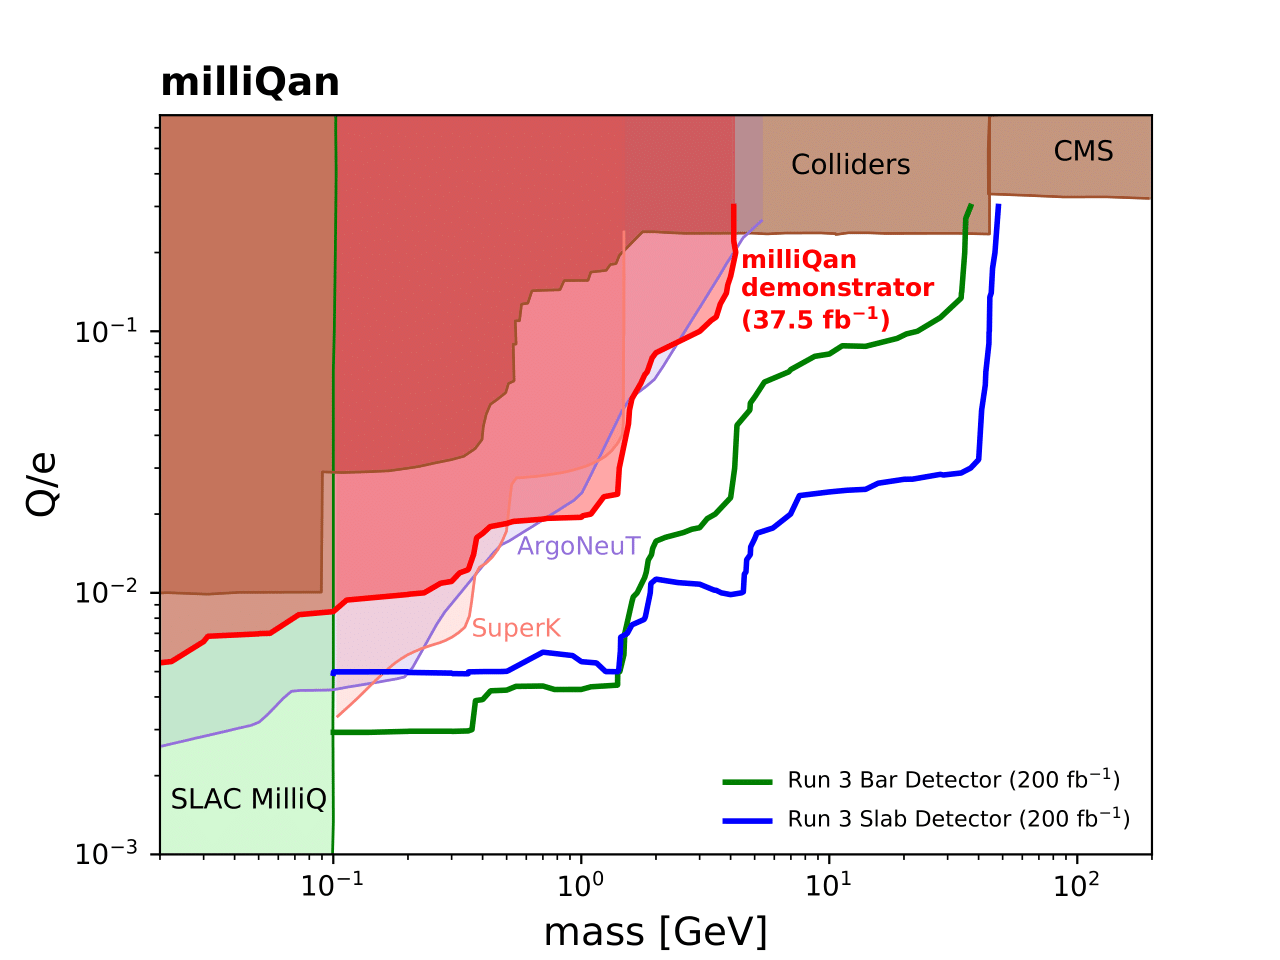 milliQan
Colliders
CMS
milliQan
demonstrator
(37.5 fb⁻¹)
ArgoNeuT
SuperK
SLAC MilliQ
Run 3 Bar Detector (200 fb⁻¹)
Run 3 Slab Detector (200 fb⁻¹)
Q/e
10⁻¹
10⁻²
10⁻³
10⁻¹ 10⁰ 10¹ 10²
mass [GeV]